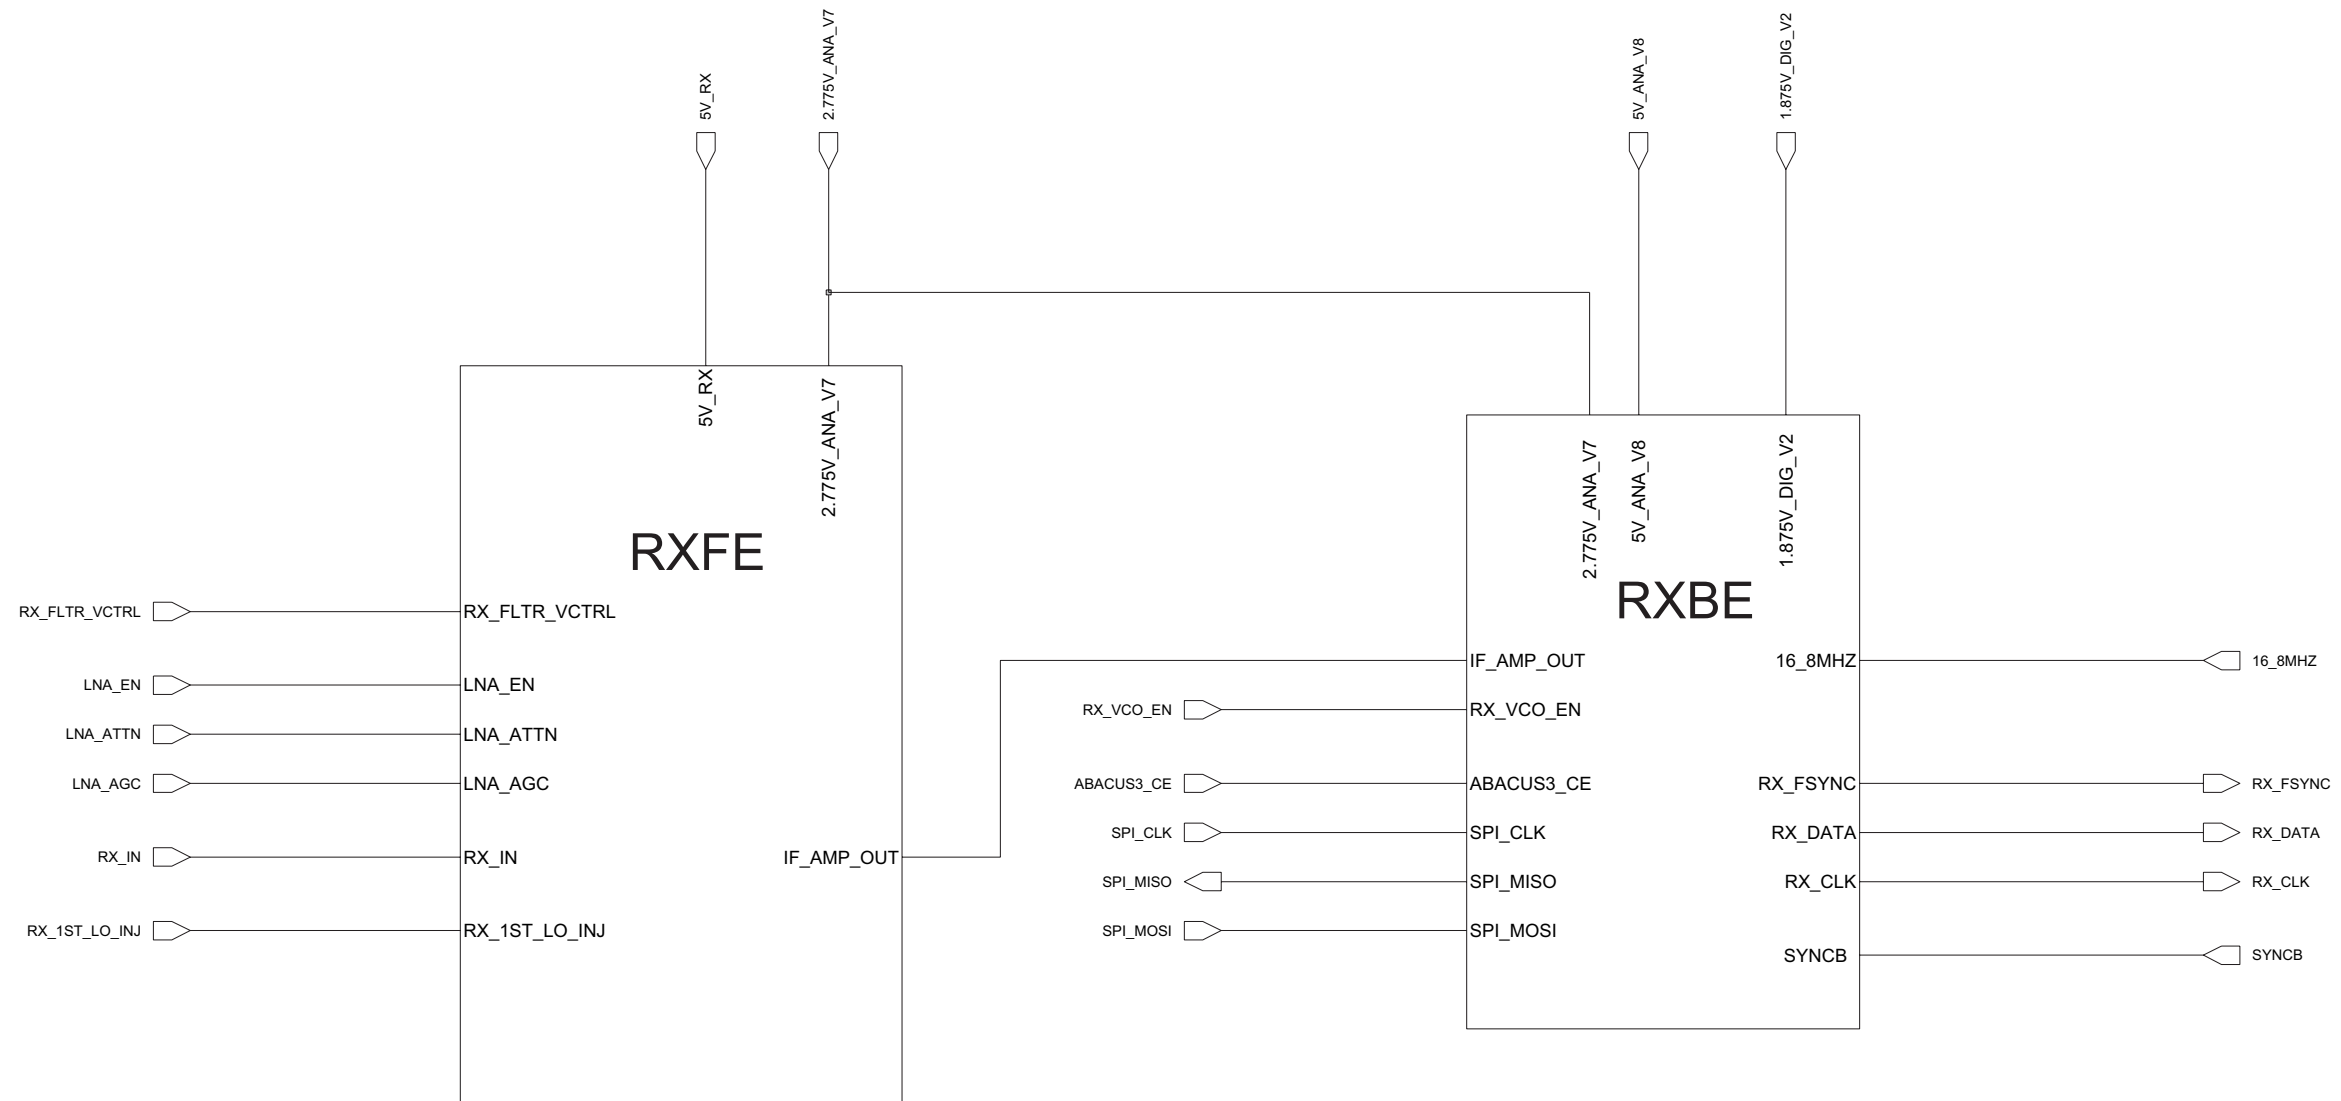 5V_RX
2.775V_ANA_V7
5V_ANA_V8
1.875V_DIG_V2
5V_RX
2.775V_ANA_V7
RXFE
RX_FLTR_VCTRL
RX_FLTR_VCTRL
LNA_EN
LNA_EN
LNA_ATTN
LNA_ATTN
LNA_AGC
LNA_AGC
RX_IN
RX_IN
IF_AMP_OUT
RX_1ST_LO_INJ
RX_1ST_LO_INJ
2.775V_ANA_V7
5V_ANA_V8
1.875V_DIG_V2
RXBE
IF_AMP_OUT
16_8MHZ
16_8MHZ
RX_VCO_EN
RX_VCO_EN
ABACUS3_CE
ABACUS3_CE
RX_FSYNC
RX_FSYNC
SPI_CLK
SPI_CLK
RX_DATA
RX_DATA
SPI_MISO
SPI_MISO
RX_CLK
RX_CLK
SPI_MOSI
SPI_MOSI
SYNCB
SYNCB